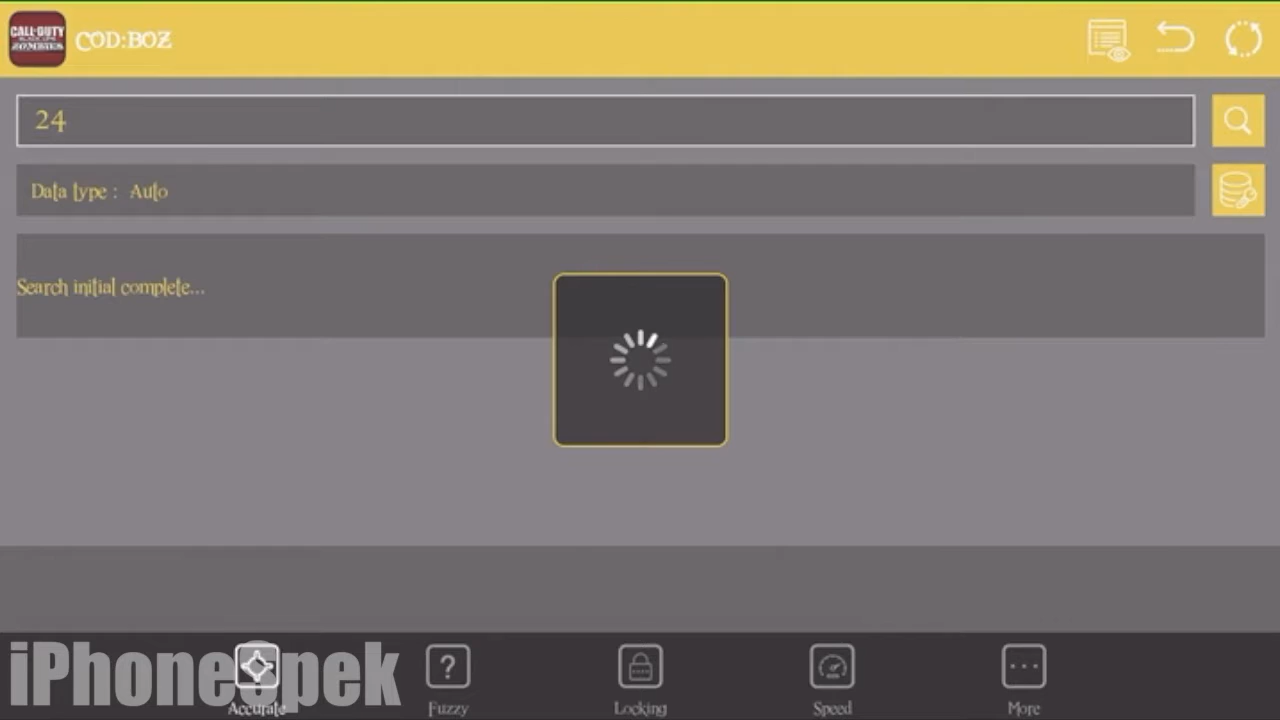 CALL OF DUTY
BLACK OPS
ZOMBIES
COD:BOZ
24
Data type : Auto
Search initial complete...
iPhoneSpek
Accurate
Fuzzy
Locking
Speed
More